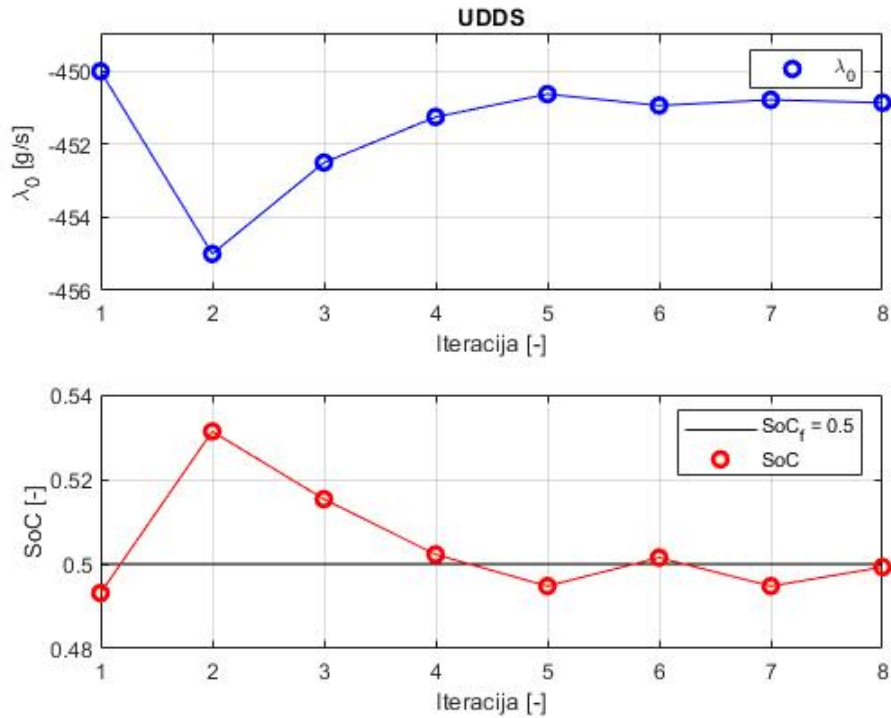 UDDS
λ₀ [g/s]
-450
-452
-454
-456
λ₀
1 2 3 4 5 6 7 8
Iteracija [-]
SoC [-]
0.54
0.52
0.5
0.48
SoC_f = 0.5
SoC
1 2 3 4 5 6 7 8
Iteracija [-]